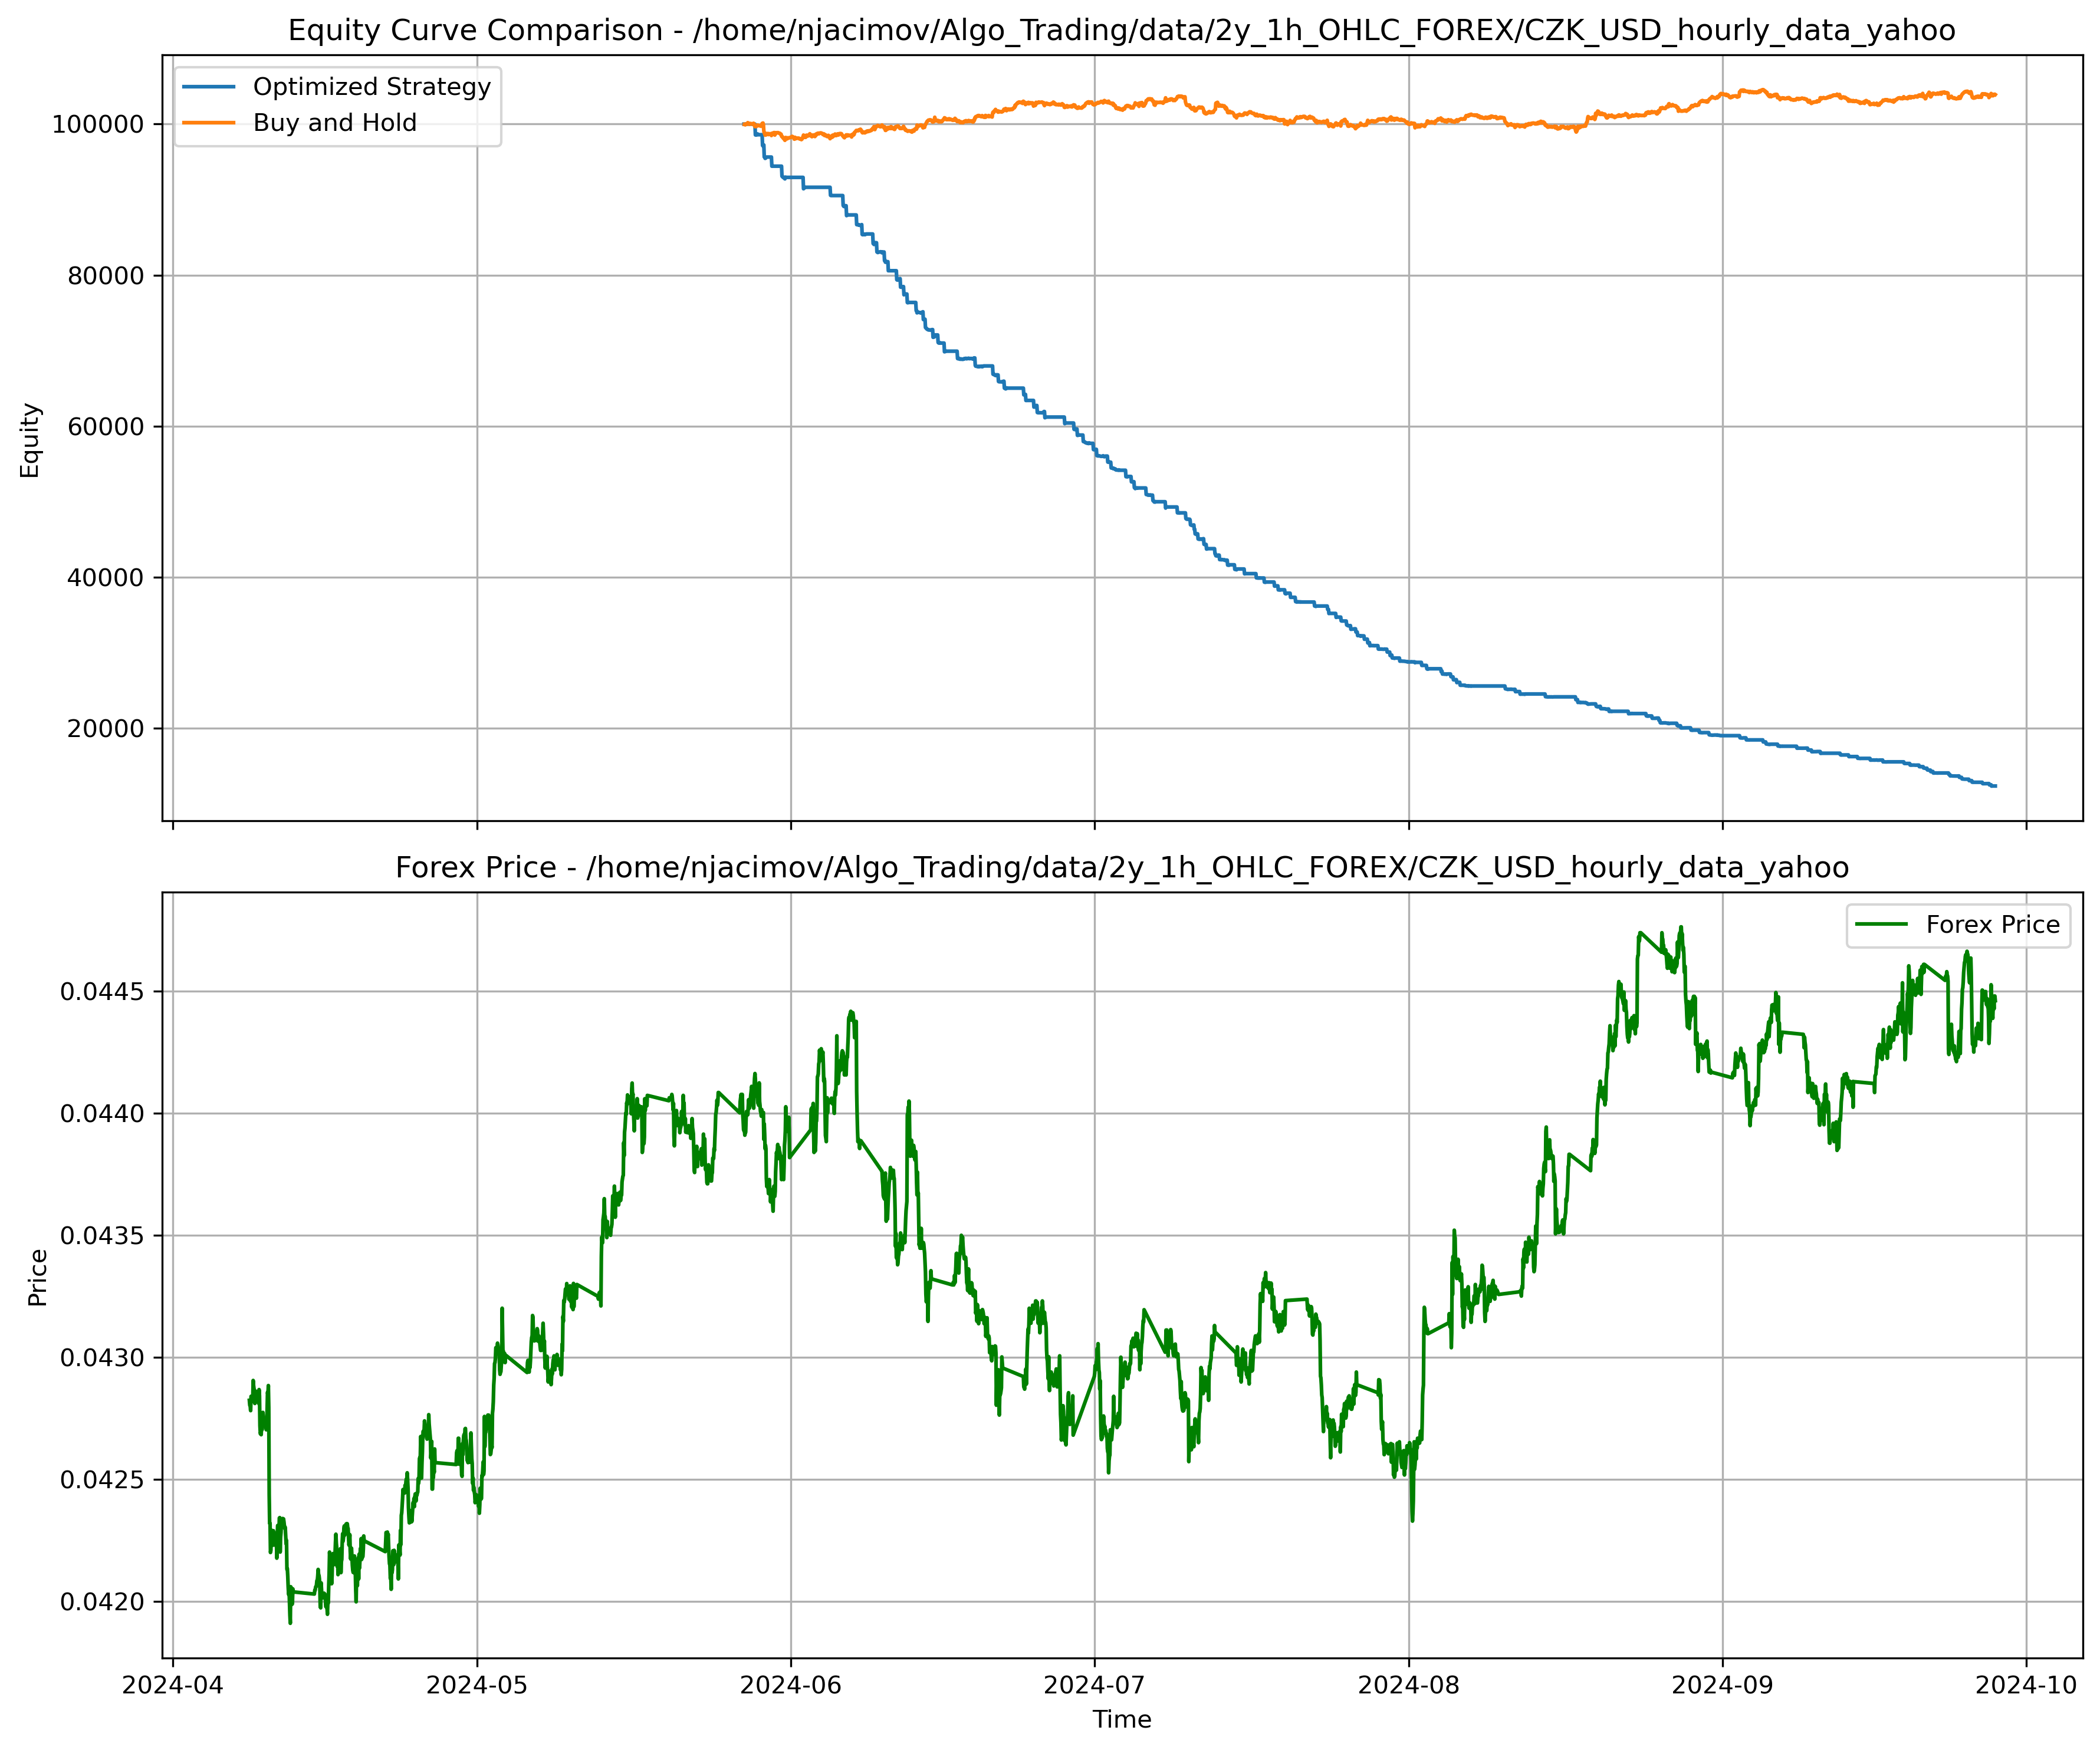 Equity Curve Comparison - /home/njacimov/Algo_Trading/data/2y_1h_OHLC_FOREX/CZK_USD_hourly_data_yahoo
Optimized Strategy
Buy and Hold
100000
80000
60000
40000
20000
Equity
Forex Price - /home/njacimov/Algo_Trading/data/2y_1h_OHLC_FOREX/CZK_USD_hourly_data_yahoo
Forex Price
0.0445
0.0440
0.0435
0.0430
0.0425
0.0420
Price
2024-04 2024-05 2024-06 2024-07 2024-08 2024-09 2024-10
Time